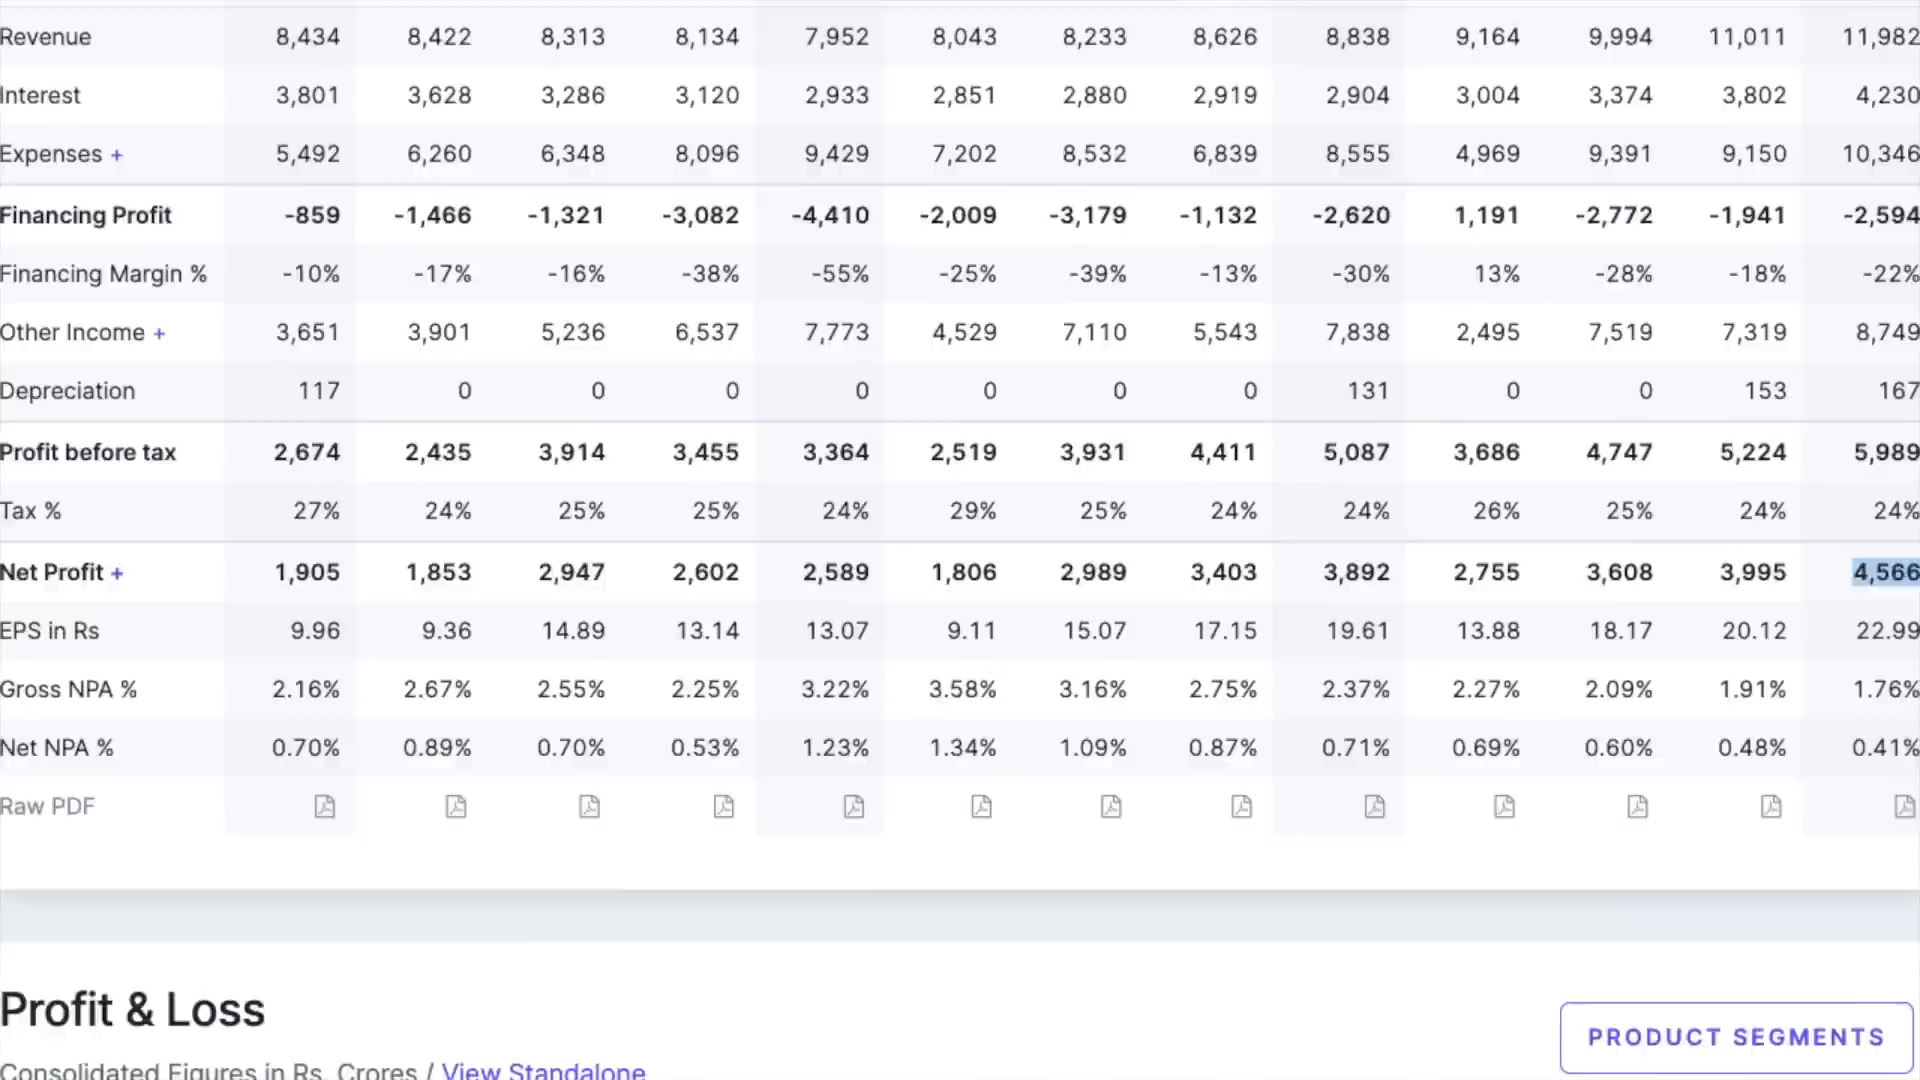 Revenue 8,434 8,422 8,313 8,134 7,952 8,043 8,233 8,626 8,838 9,164 9,994 11,011 11,982
Interest 3,801 3,628 3,286 3,120 2,933 2,851 2,880 2,919 2,904 3,004 3,374 3,802 4,230
Expenses + 5,492 6,260 6,348 8,096 9,429 7,202 8,532 6,839 8,555 4,969 9,391 9,150 10,346
Financing Profit -859 -1,466 -1,321 -3,082 -4,410 -2,009 -3,179 -1,132 -2,620 1,191 -2,772 -1,941 -2,594
Financing Margin % -10% -17% -16% -38% -55% -25% -39% -13% -30% 13% -28% -18% -22%
Other Income + 3,651 3,901 5,236 6,537 7,773 4,529 7,110 5,543 7,838 2,495 7,519 7,319 8,749
Depreciation 117 0 0 0 0 0 0 0 131 0 0 153 167
Profit before tax 2,674 2,435 3,914 3,455 3,364 2,519 3,931 4,411 5,087 3,686 4,747 5,224 5,989
Tax % 27% 24% 25% 25% 24% 29% 25% 24% 24% 26% 25% 24% 24%
Net Profit + 1,905 1,853 2,947 2,602 2,589 1,806 2,989 3,403 3,892 2,755 3,608 3,995 4,566
EPS in Rs 9.96 9.36 14.89 13.14 13.07 9.11 15.07 17.15 19.61 13.88 18.17 20.12 22.99
Gross NPA % 2.16% 2.67% 2.55% 2.25% 3.22% 3.58% 3.16% 2.75% 2.37% 2.27% 2.09% 1.91% 1.76%
Net NPA % 0.70% 0.89% 0.70% 0.53% 1.23% 1.34% 1.09% 0.87% 0.71% 0.69% 0.60% 0.48% 0.41%
Raw PDF
Profit & Loss
PRODUCT SEGMENTS
Consolidated Figures in Rs. Crores / View Standalone